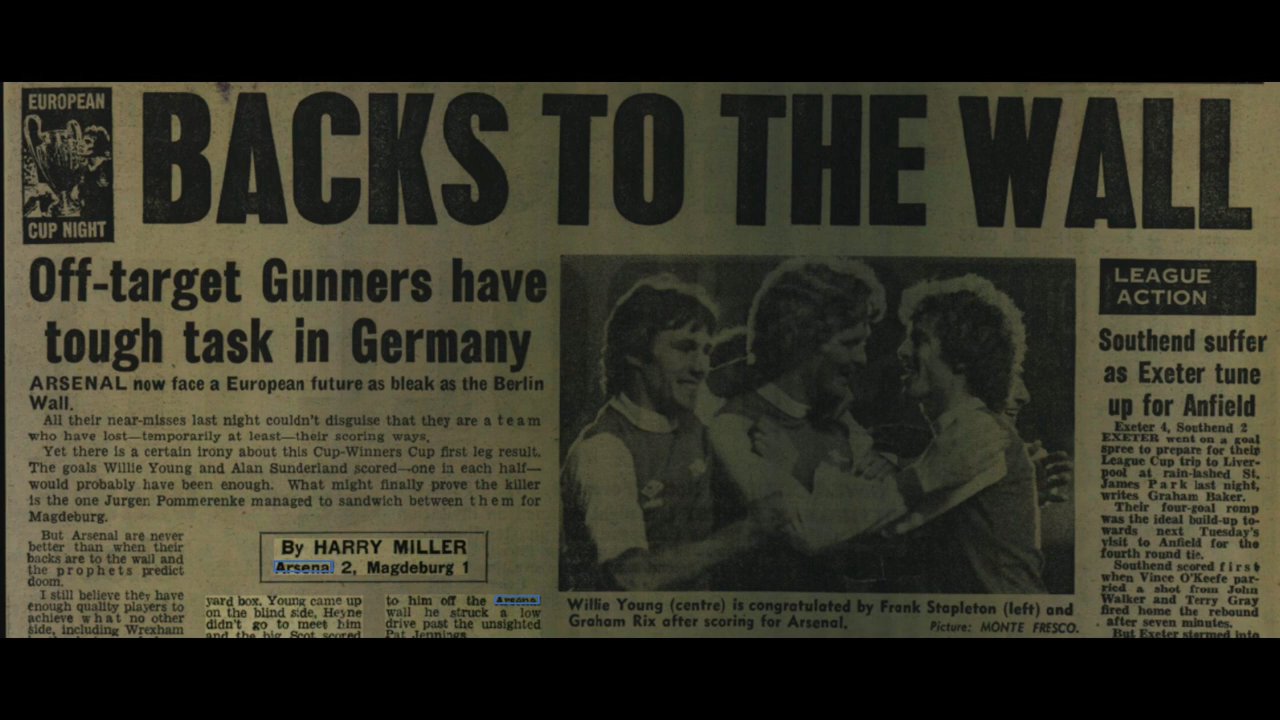 EUROPEAN
CUP NIGHT
BACKS TO THE WALL
Off-target Gunners have
tough task in Germany
ARSENAL now face a European future as bleak as the Berlin
Wall.
All their near-misses last night couldn't disguise that they are a team
who have lost—temporarily at least—their scoring ways.
Yet there is a certain irony about this Cup-Winners Cup first leg result.
The goals Willie Young and Alan Sunderland scored—one in each half—
would probably have been enough. What might finally prove the killer
is the one Jurgen Pommerenke managed to sandwich between them for
Magdeburg.
But Arsenal are never
better than when their
backs are to the wall and
the prophets predict
doom.
I still believe they have
enough quality players to
achieve what no other
side, including Wrexham
By HARRY MILLER
Arsenal 2, Magdeburg 1
yard box. Young came up
on the blind side, Heyne
didn't go to meet him
and the big Scot scored
to him off the Arsenal
wall he struck a low
drive past the unsighted
Pat Jennings.
Willie Young (centre) is congratulated by Frank Stapleton (left) and
Graham Rix after scoring for Arsenal.
Picture: MONTE FRESCO.
LEAGUE
ACTION
Southend suffer
as Exeter tune
up for Anfield
Exeter 4, Southend 2
EXETER went on a goal
spree to prepare for their
League Cup trip to Liver-
pool at rain-lashed St.
James Park last night,
writes Graham Baker.
Their four-goal romp
was the ideal build-up to-
wards next Tuesday's
visit to Anfield for the
fourth round tie.
Southend scored first
when Vince O'Keefe par-
ried a shot from John
Walker and Terry Gray
fired home the rebound
after seven minutes.
But Exeter stormed into